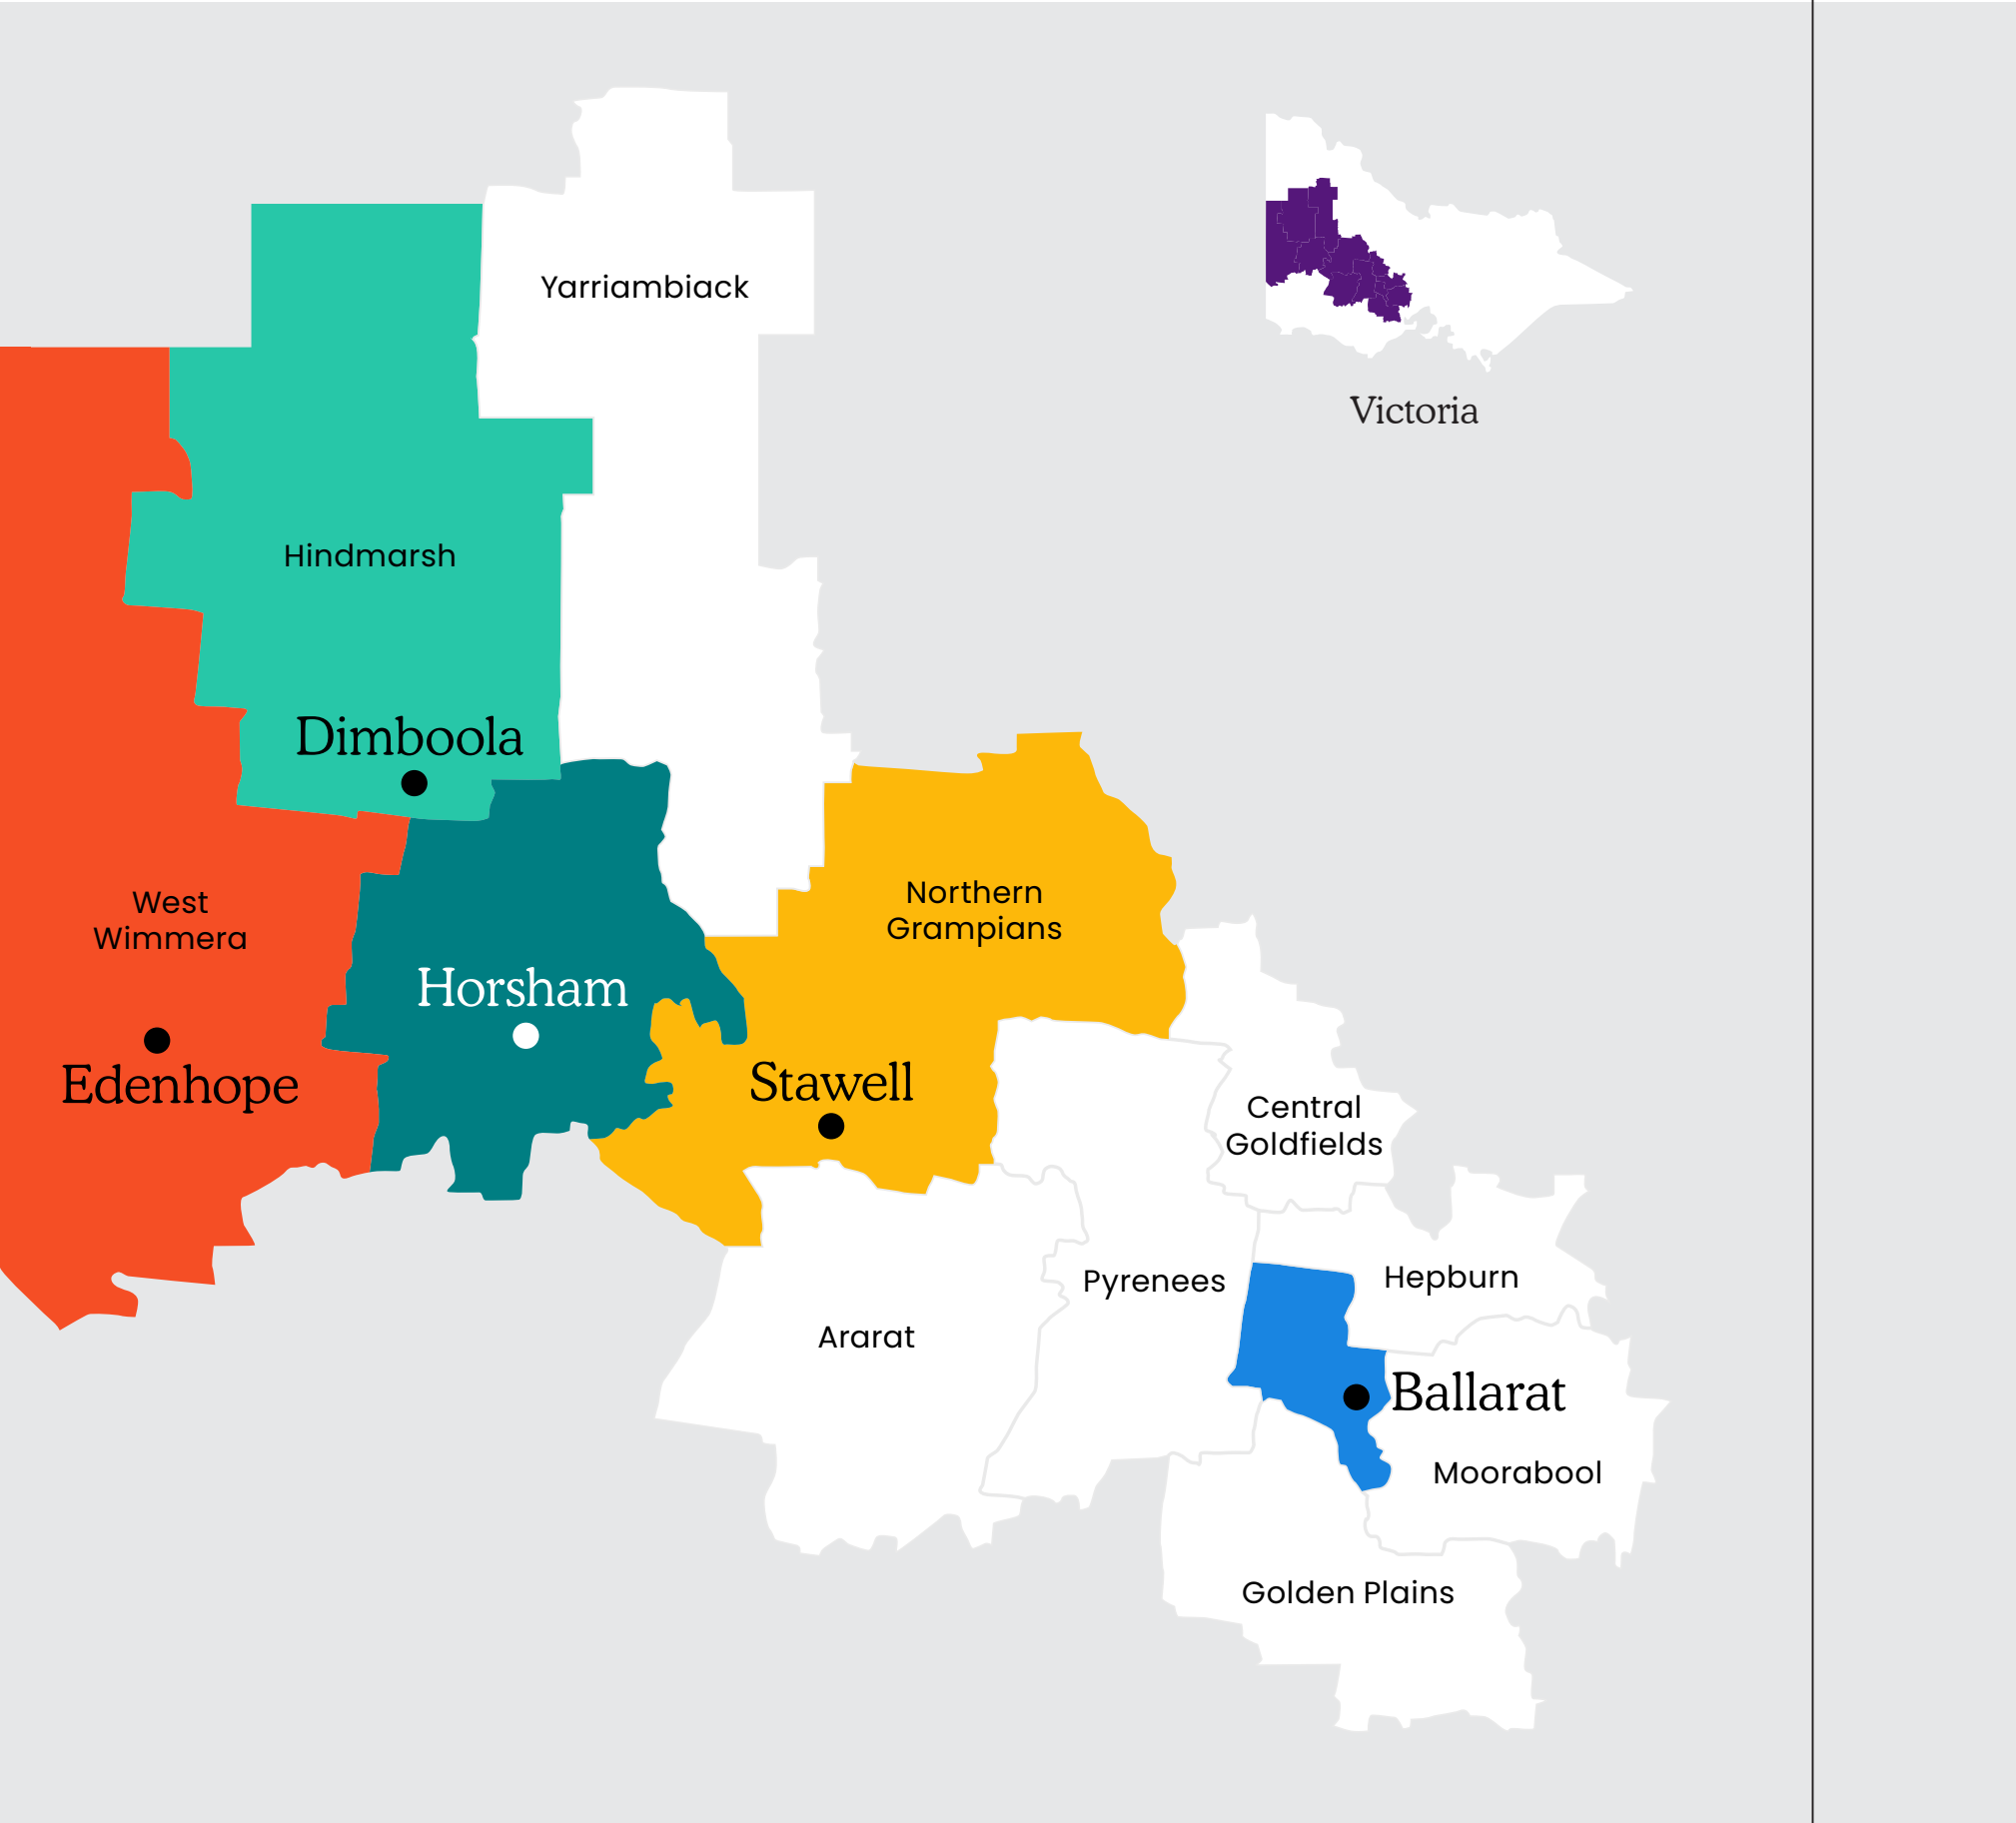 Yarriambiack
Victoria
Hindmarsh
Dimboola
West
Wimmera
Northern
Grampians
Horsham
Edenhope
Stawell
Central
Goldfields
Pyrenees
Hepburn
Ararat
Ballarat
Moorabool
Golden Plains